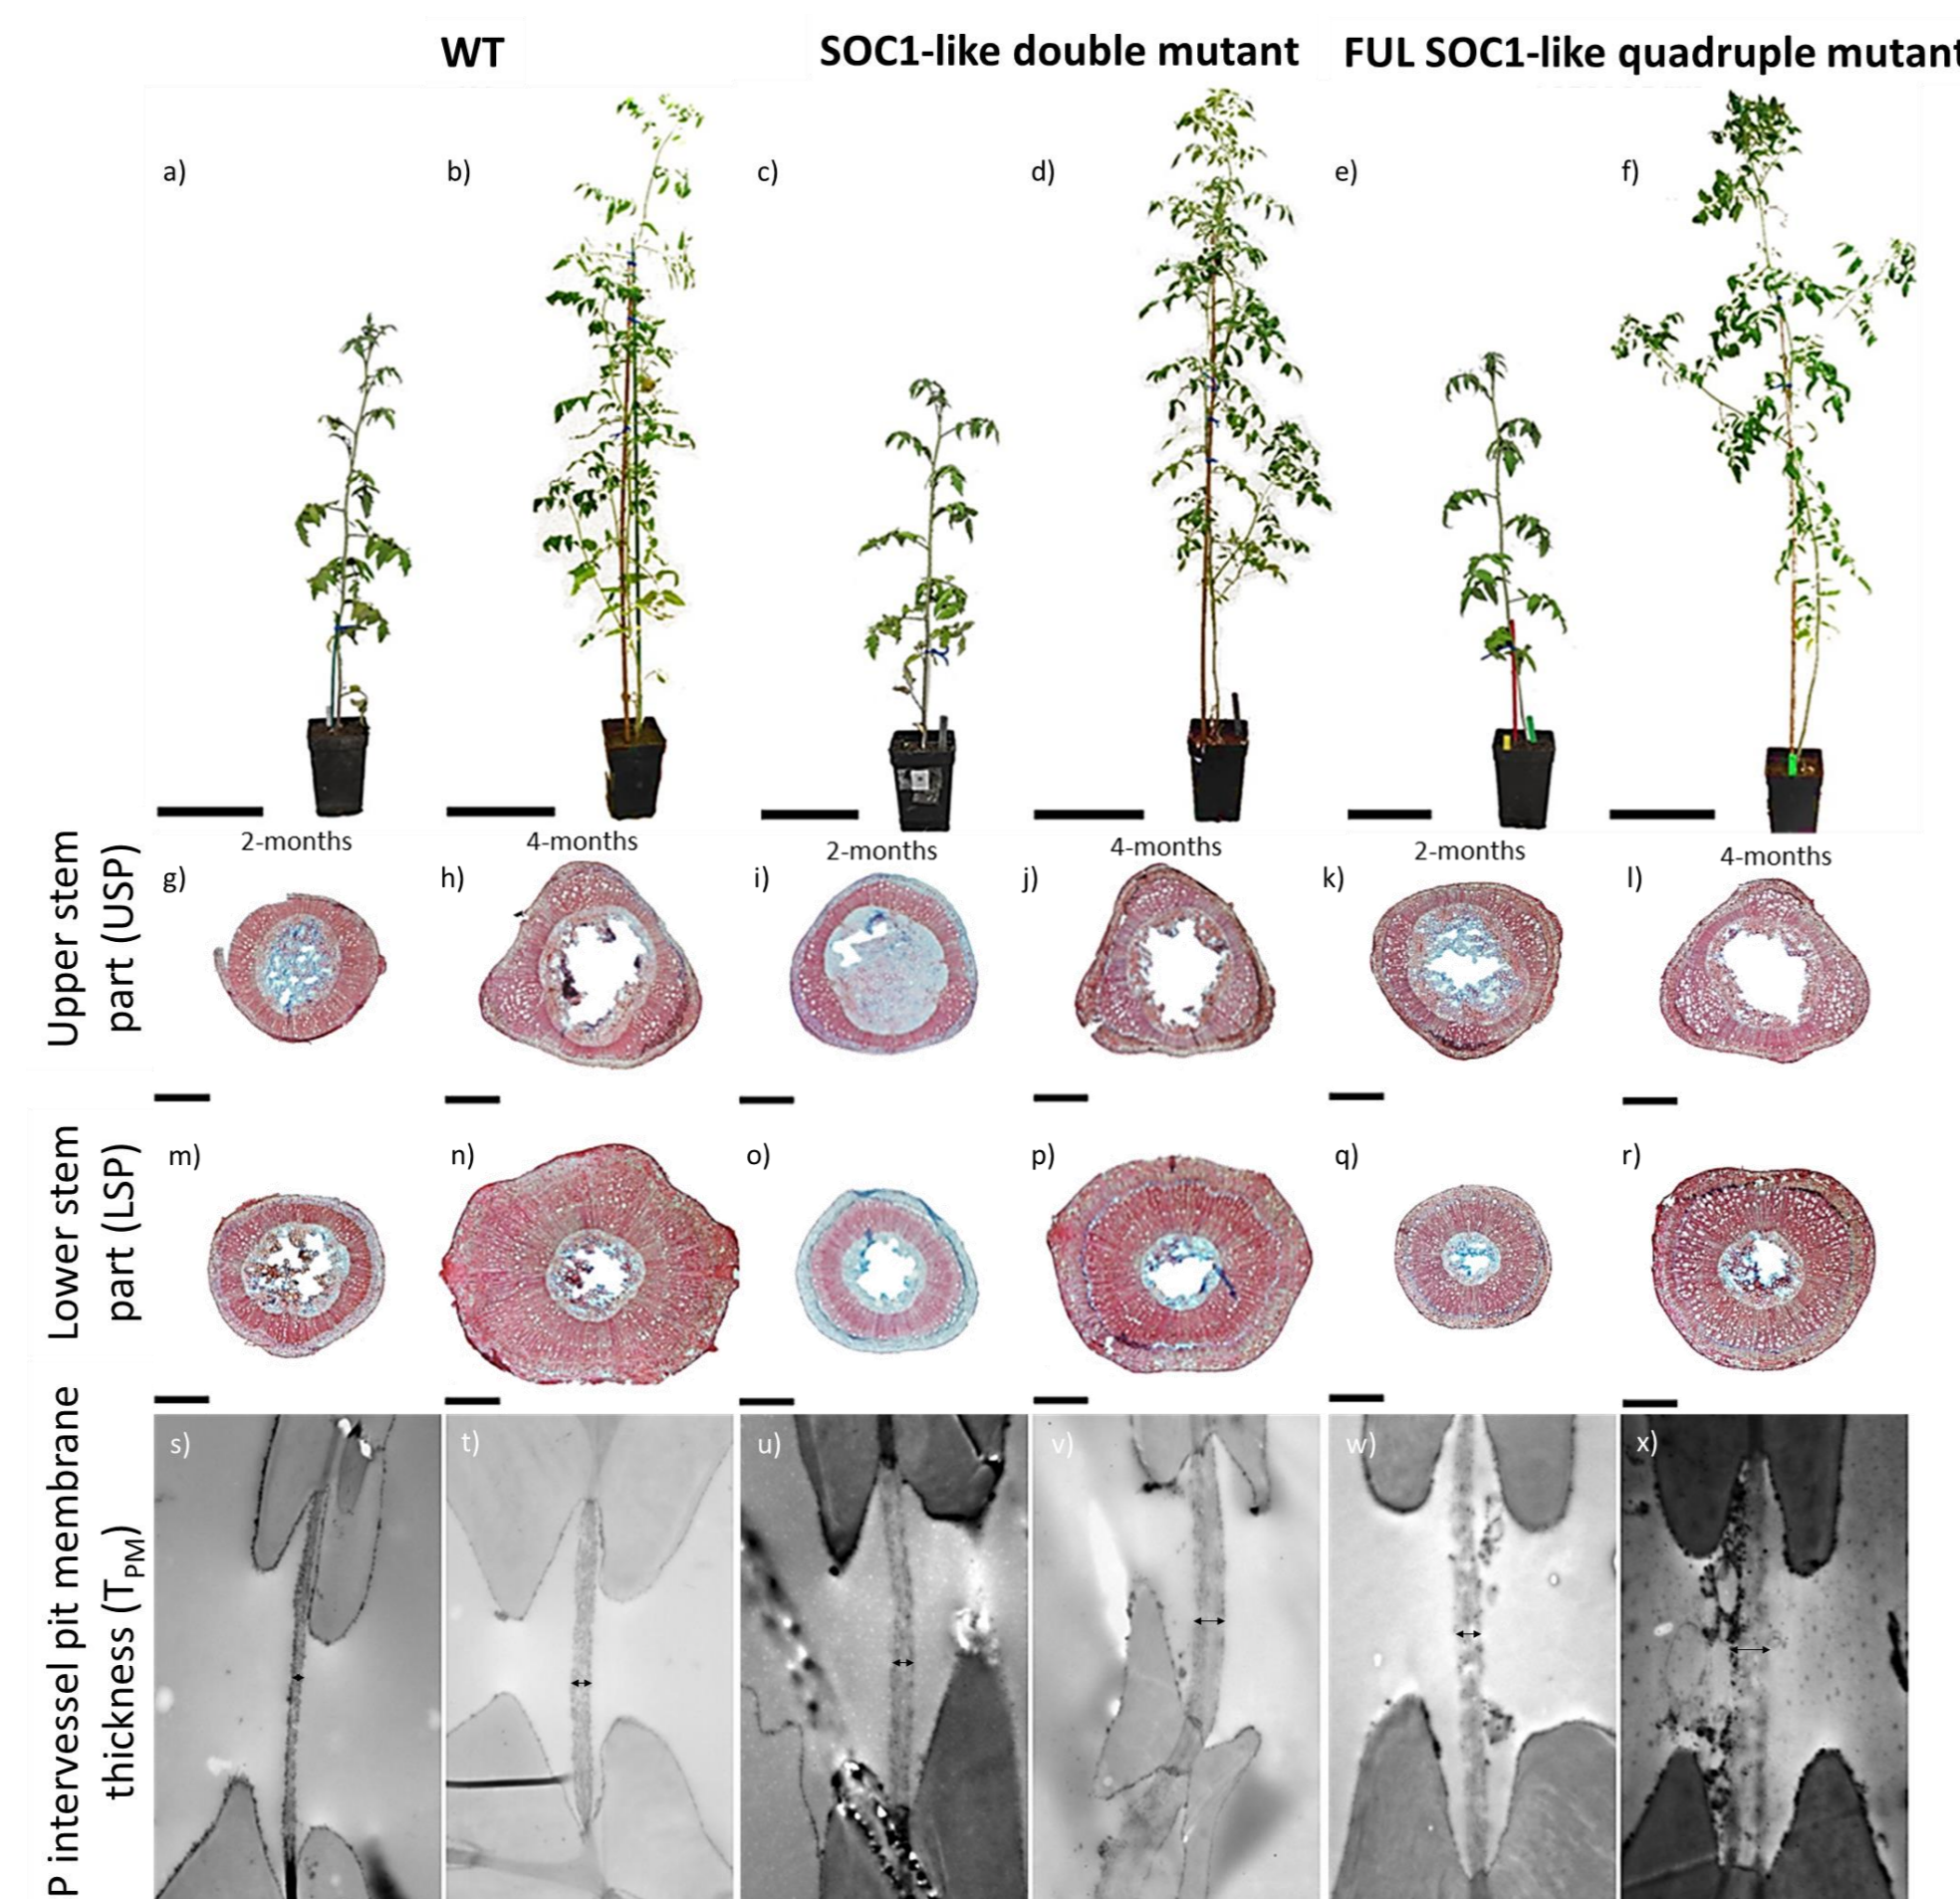 WT
SOC1-like double mutant
FUL SOC1-like quadruple mutant
a)
b)
c)
d)
e)
f)
2-months
4-months
2-months
4-months
2-months
4-months
Upper stem
part (USP)
g)
h)
i)
j)
k)
l)
Lower stem
part (LSP)
m)
n)
o)
p)
q)
r)
P intervessel pit membrane
thickness (TPM)
s)
t)
u)
v)
w)
x)